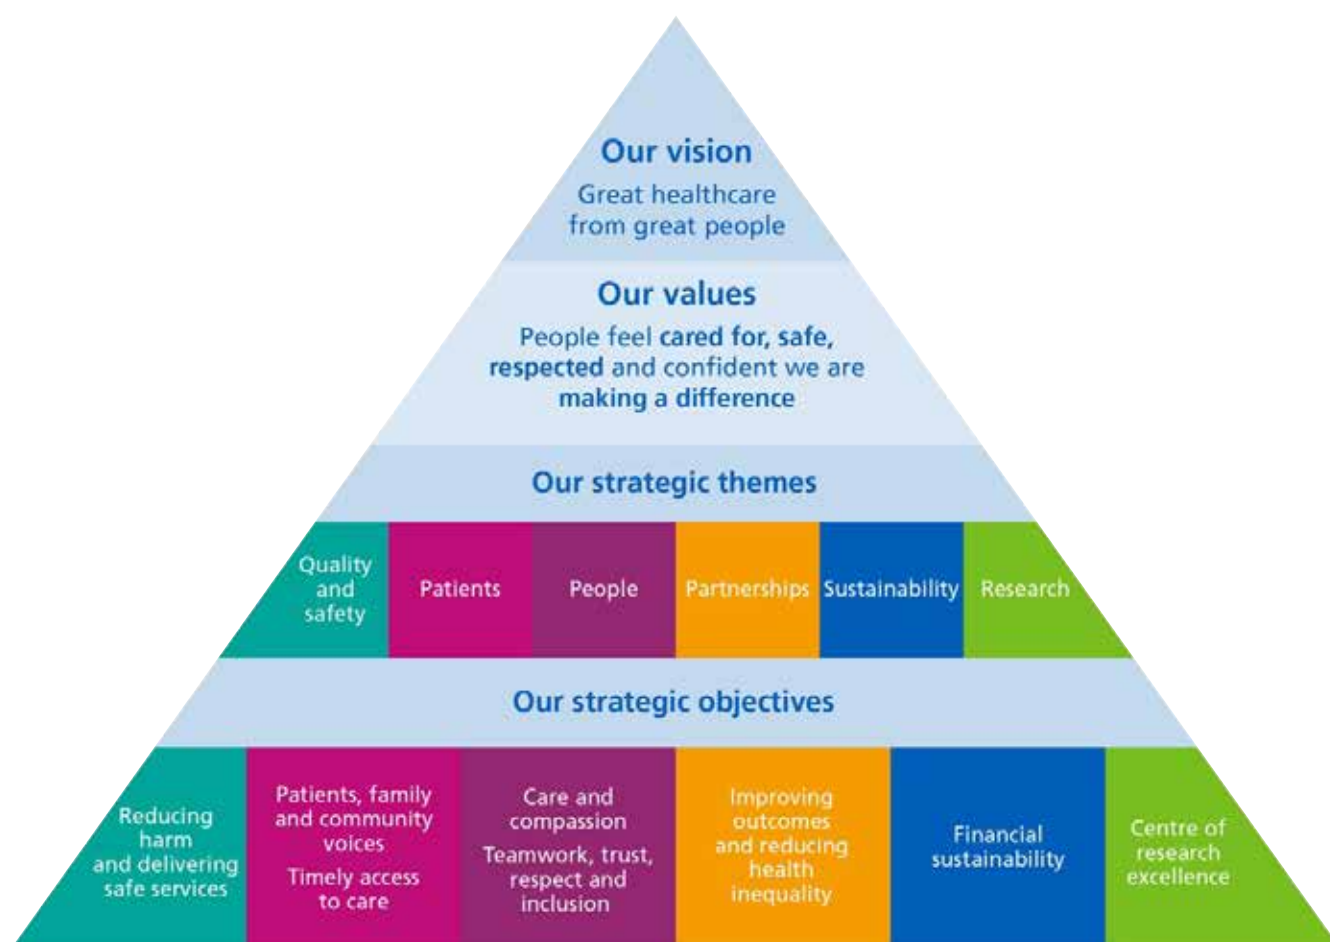 Our vision
Great healthcare
from great people
Our values
People feel cared for, safe,
respected and confident we are
making a difference
Our strategic themes
Quality
and
safety
Patients
People
Partnerships
Sustainability
Research
Our strategic objectives
Reducing
harm
and delivering
safe services
Patients, family
and community
voices
Timely access
to care
Care and
compassion
Teamwork, trust,
respect and
inclusion
Improving
outcomes
and reducing
health
inequality
Financial
sustainability
Centre of
research
excellence